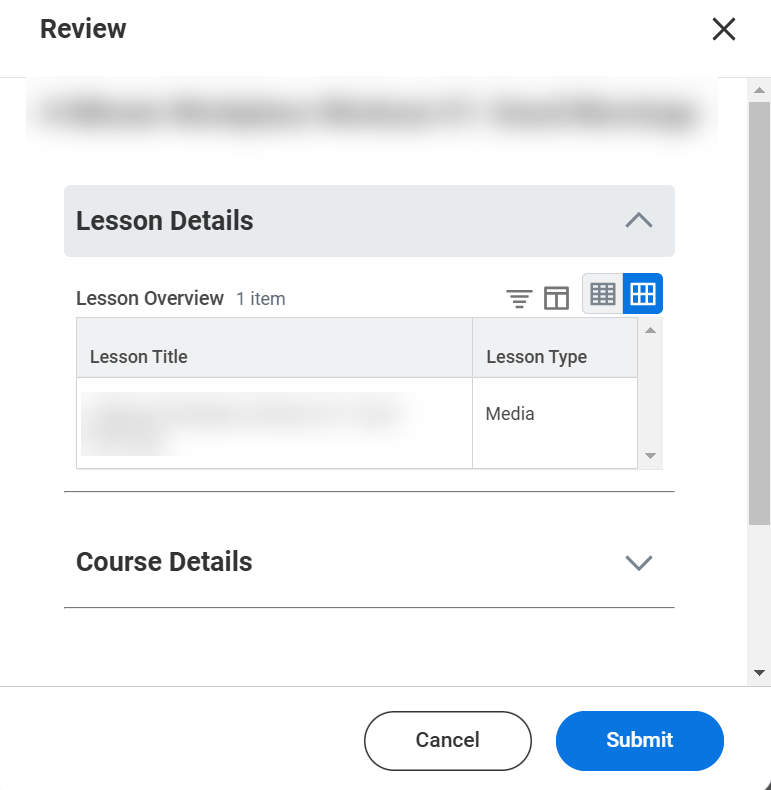 Review
Lesson Details
Lesson Overview 1 item
Lesson Title Lesson Type
Media
Course Details
Cancel Submit